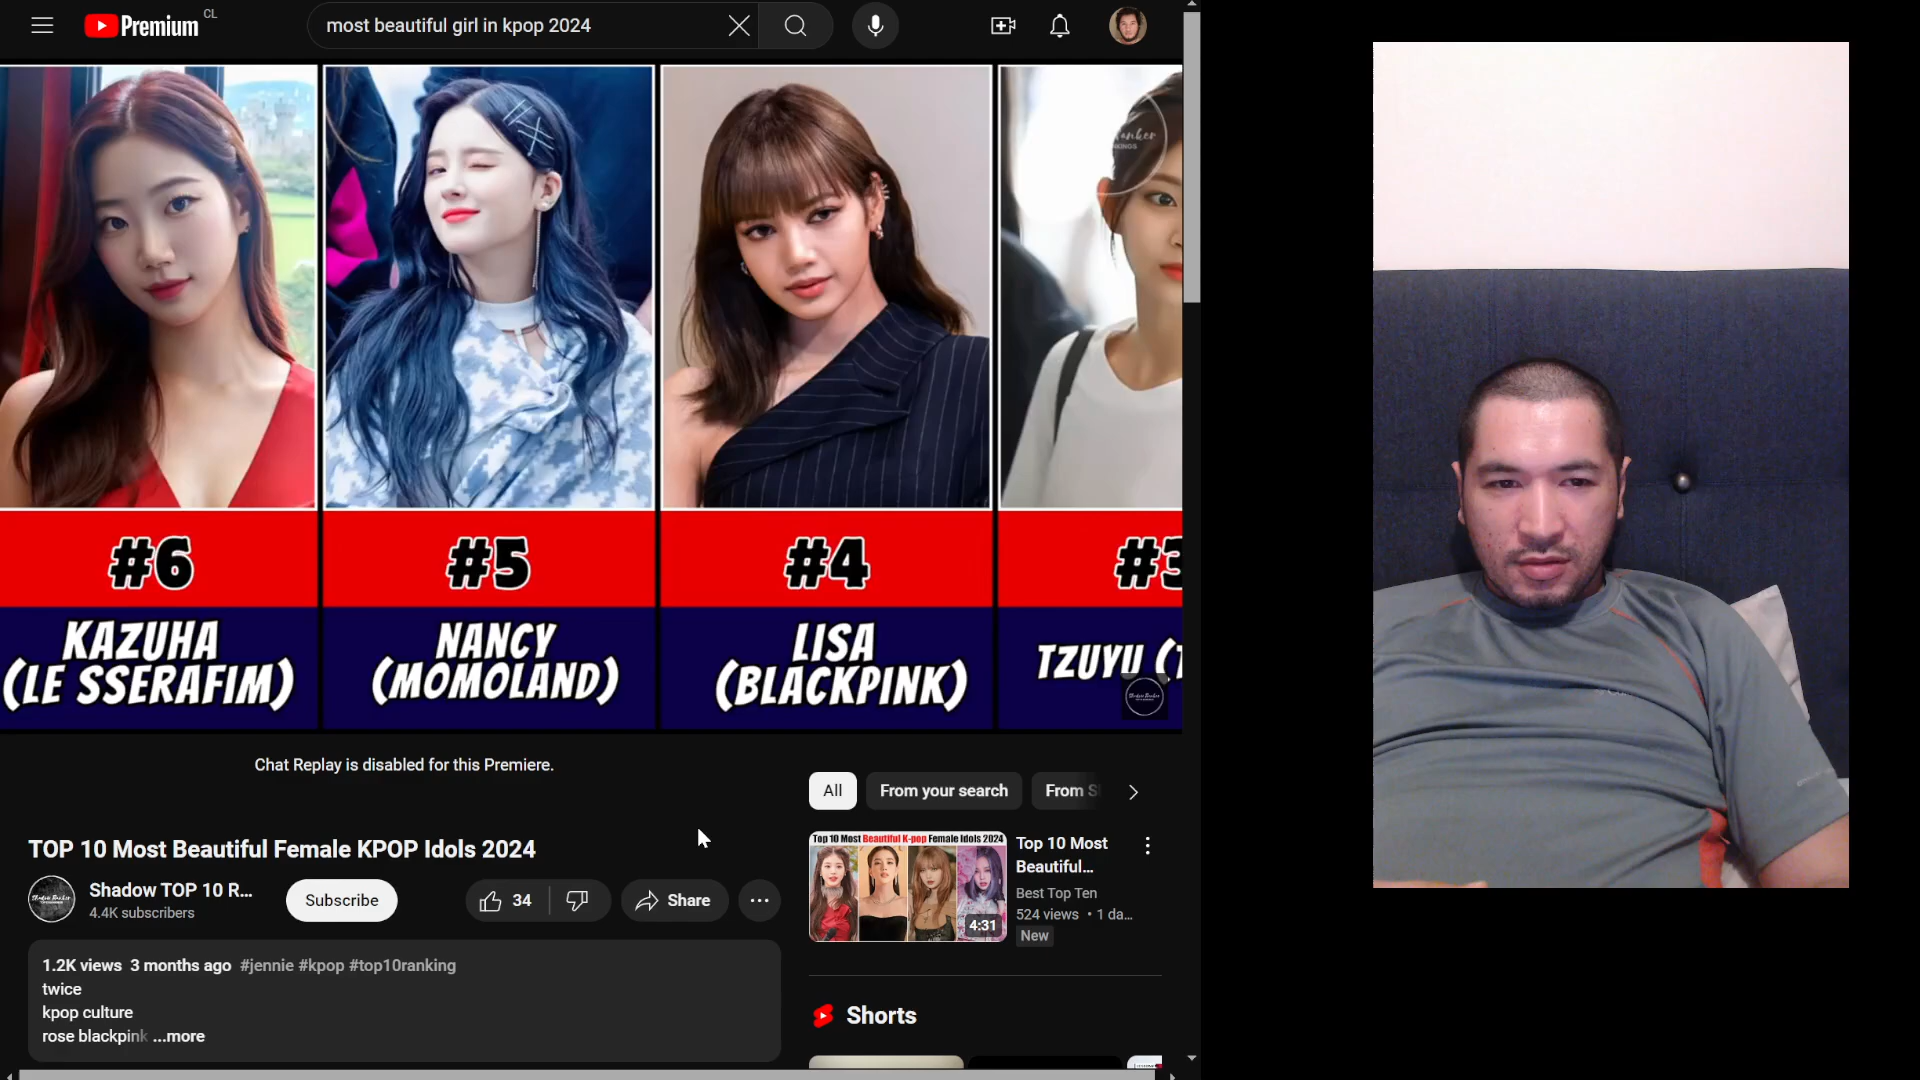 Premium CL
most beautiful girl in kpop 2024
#6
#5
#4
#3
KAZUHA
(LE SSERAFIM)
NANCY
(MOMOLAND)
LISA
(BLACKPINK)
TZUYU (
Chat Replay is disabled for this Premiere.
All
From your search
From S
TOP 10 Most Beautiful Female KPOP Idols 2024
Shadow TOP 10 R...
4.4K subscribers
Subscribe
34
Share
1.2K views 3 months ago #jennie #kpop #top10ranking
twice
kpop culture
rose blackpink ...more
Top 10 Most Beautiful K-pop Female Idols 2024
4:31
Top 10 Most
Beautiful...
Best Top Ten
524 views • 1 da...
New
Shorts